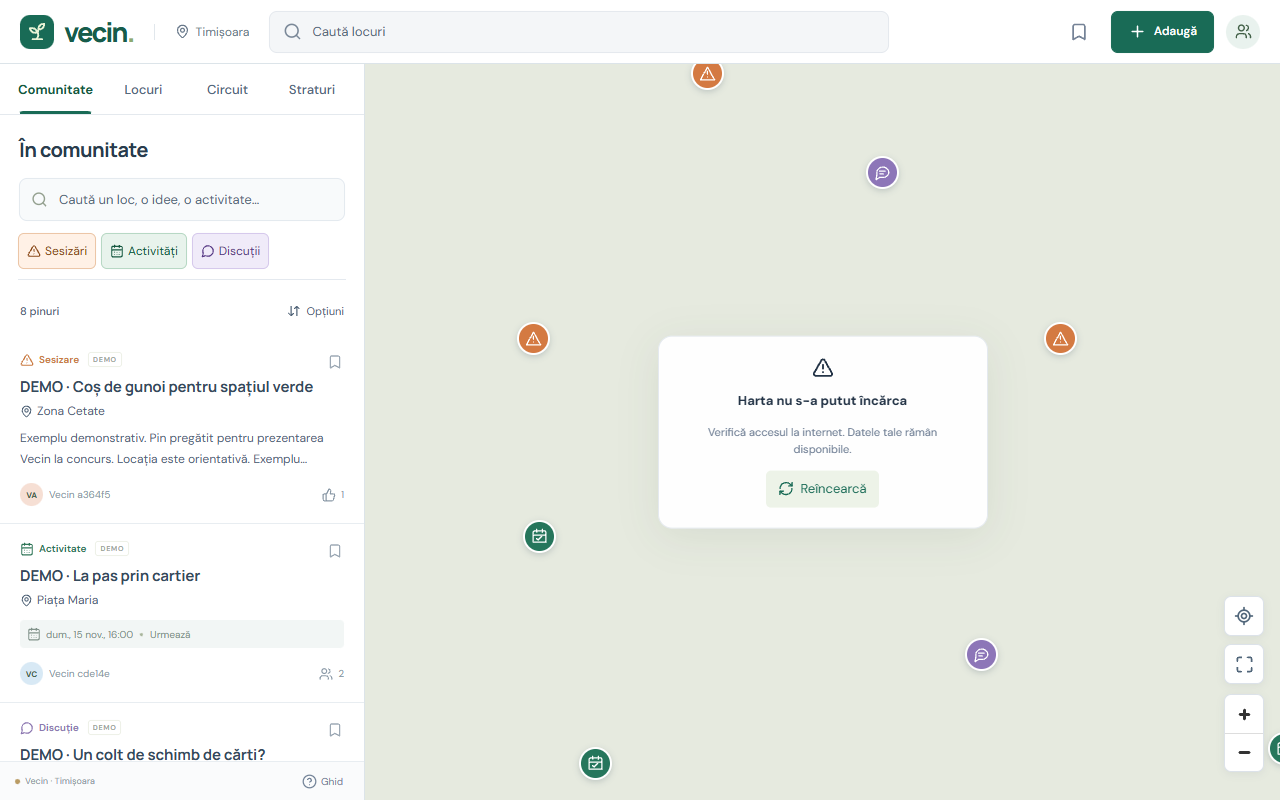 vecin.
Timișoara
Caută locuri
Adaugă
Comunitate
Locuri
Circuit
Straturi
În comunitate
Caută un loc, o idee, o activitate…
Sesizări
Activități
Discuții
8 pinuri
Opțiuni
Sesizare
DEMO
DEMO · Coș de gunoi pentru spațiul verde
Zona Cetate
Exemplu demonstrativ. Pin pregătit pentru prezentarea
Vecin la concurs. Locația este orientativă. Exemplu…
VA
Vecin a364f5
1
Activitate
DEMO
DEMO · La pas prin cartier
Piața Maria
dum., 15 nov., 16:00 • Urmează
VC
Vecin cde14e
2
Discuție
DEMO
DEMO · Un colț de schimb de cărți?
Vecin · Timișoara
Ghid
Harta nu s-a putut încărca
Verifică accesul la internet. Datele tale rămân
disponibile.
Reîncearcă